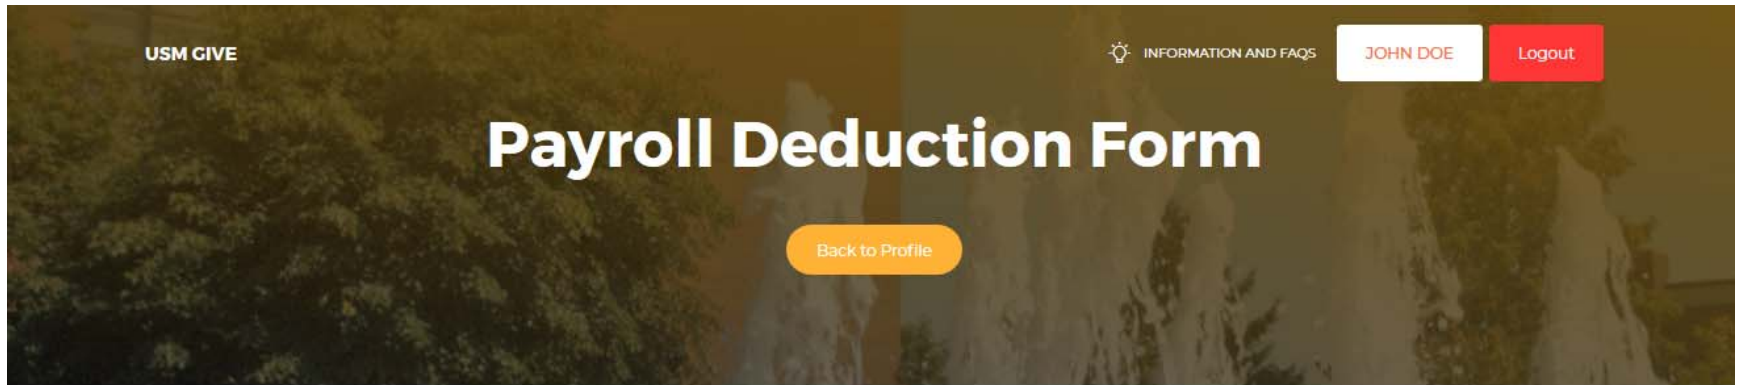 USM GIVE
INFORMATION AND FAQS
JOHN DOE
Logout
Payroll Deduction Form
Back to Profile